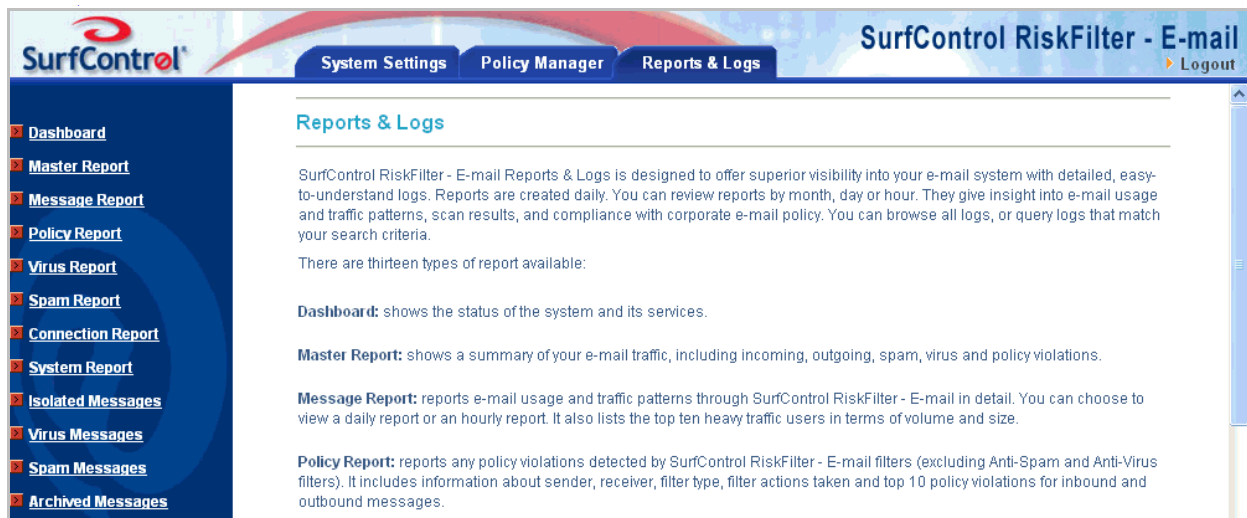 SurfControl
System Settings
Policy Manager
Reports & Logs
SurfControl RiskFilter - E-mail
Logout
Dashboard
Master Report
Message Report
Policy Report
Virus Report
Spam Report
Connection Report
System Report
Isolated Messages
Virus Messages
Spam Messages
Archived Messages
Reports & Logs
SurfControl RiskFilter - E-mail Reports & Logs is designed to offer superior visibility into your e-mail system with detailed, easy-
to-understand logs. Reports are created daily. You can review reports by month, day or hour. They give insight into e-mail usage
and traffic patterns, scan results, and compliance with corporate e-mail policy. You can browse all logs, or query logs that match
your search criteria.
There are thirteen types of report available:
Dashboard: shows the status of the system and its services.
Master Report: shows a summary of your e-mail traffic, including incoming, outgoing, spam, virus and policy violations.
Message Report: reports e-mail usage and traffic patterns through SurfControl RiskFilter - E-mail in detail. You can choose to
view a daily report or an hourly report. It also lists the top ten heavy traffic users in terms of volume and size.
Policy Report: reports any policy violations detected by SurfControl RiskFilter - E-mail filters (excluding Anti-Spam and Anti-Virus
filters). It includes information about sender, receiver, filter type, filter actions taken and top 10 policy violations for inbound and
outbound messages.